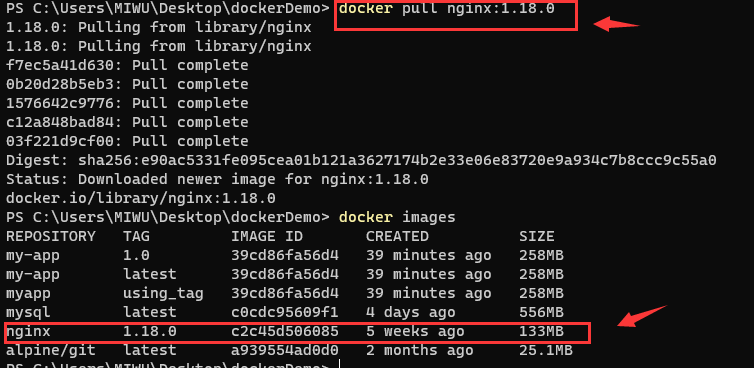 PS C:\Users\MIWU\Desktop\dockerDemo> docker pull nginx:1.18.0
1.18.0: Pulling from library/nginx
1.18.0: Pulling from library/nginx
f7ec5a41d630: Pull complete
0b20d28b5eb3: Pull complete
1576642c9776: Pull complete
c12a848bad84: Pull complete
03f221d9cf00: Pull complete
Digest: sha256:e90ac5331fe095cea01b121a3627174b2e33e06e83720e9a934c7b8ccc9c55a0
Status: Downloaded newer image for nginx:1.18.0
docker.io/library/nginx:1.18.0
PS C:\Users\MIWU\Desktop\dockerDemo> docker images
REPOSITORY TAG IMAGE ID CREATED SIZE
my-app 1.0 39cd86fa56d4 39 minutes ago 258MB
my-app latest 39cd86fa56d4 39 minutes ago 258MB
myapp using_tag 39cd86fa56d4 39 minutes ago 258MB
mysql latest c0cdc95609f1 4 days ago 556MB
nginx 1.18.0 c2c45d506085 5 weeks ago 133MB
alpine/git latest a939554ad0d0 2 months ago 25.1MB
PS C:\Users\MIWU\Desktop\dockerDemo>